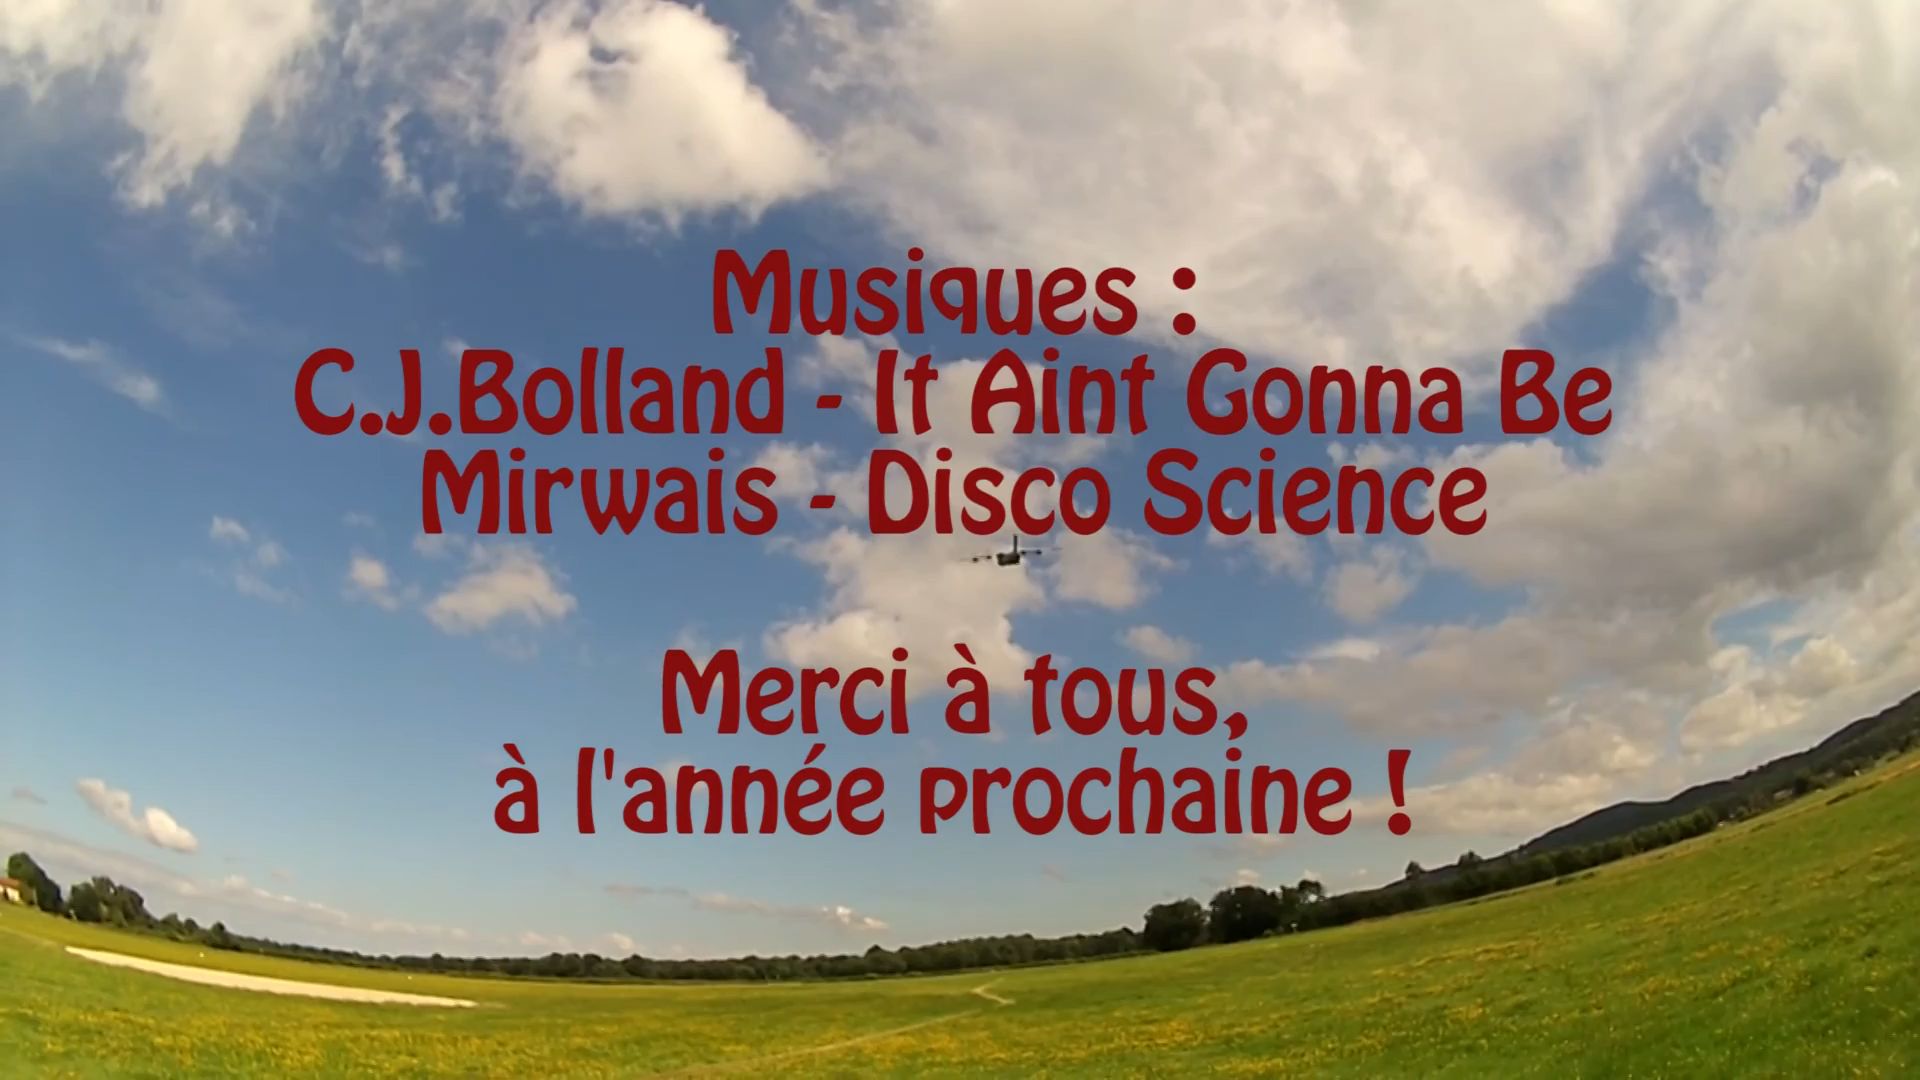 Musiques :
C.J.Bolland - It Aint Gonna Be
Mirwais - Disco Science
Merci à tous,
à l'année prochaine !